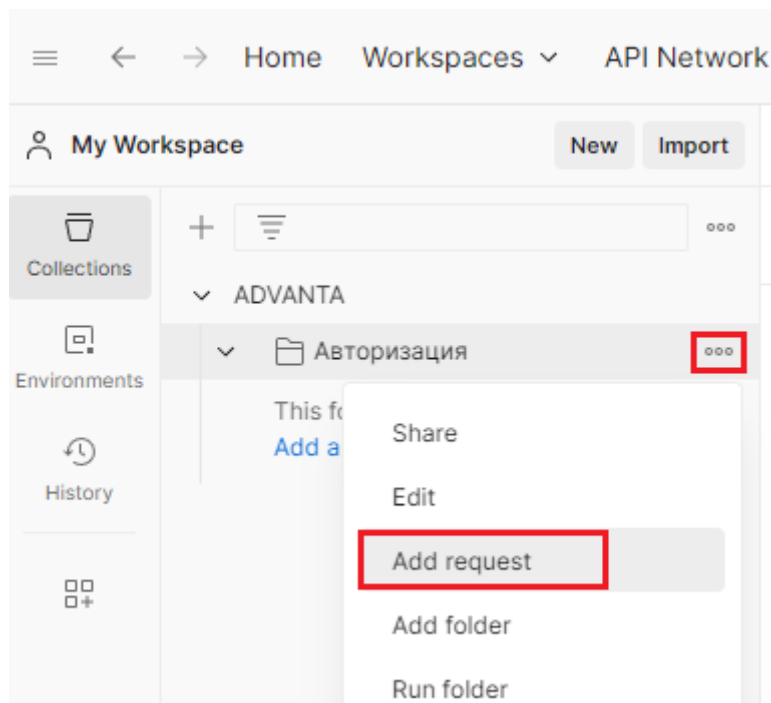 Home Workspaces API Network
My Workspace New Import
Collections
ADVANTA
Авторизация
Environments
This
Add a
Share
History
Edit
Add request
Add folder
Run folder